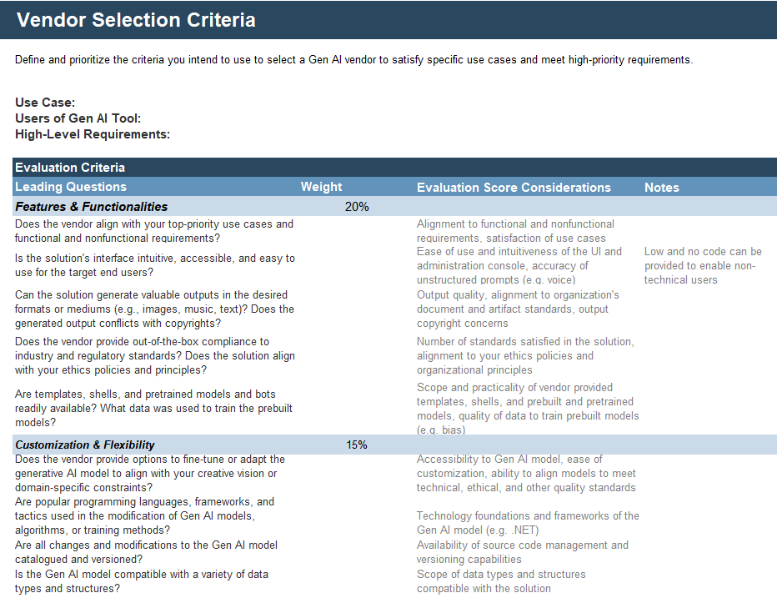 Vendor Selection Criteria
Define and prioritize the criteria you intend to use to select a Gen AI vendor to satisfy specific use cases and meet high-priority requirements.
Use Case:
Users of Gen AI Tool:
High-Level Requirements:
Evaluation Criteria
Leading Questions Weight Evaluation Score Considerations Notes
Features & Functionalities 20%
Does the vendor align with your top-priority use cases and
functional and nonfunctional requirements?
Alignment to functional and nonfunctional
requirements, satisfaction of use cases
Is the solution's interface intuitive, accessible, and easy to
use for the target end users?
Ease of use and intuitiveness of the UI and
administration console, accuracy of
unstructured prompts (e.g. voice)
Low and no code can be
provided to enable non-
technical users
Can the solution generate valuable outputs in the desired
formats or mediums (e.g., images, music, text)? Does the
generated output conflicts with copyrights?
Output quality, alignment to organization's
document and artifact standards, output
copyright concerns
Does the vendor provide out-of-the-box compliance to
industry and regulatory standards? Does the solution align
with your ethics policies and principles?
Number of standards satisfied in the solution,
alignment to your ethics policies and
organizational principles
Are templates, shells, and pretrained models and bots
readily available? What data was used to train the prebuilt
models?
Scope and practicality of vendor provided
templates, shells, and prebuilt and pretrained
models, quality of data to train prebuilt models
(e.g. bias)
Customization & Flexibility 15%
Does the vendor provide options to fine-tune or adapt the
generative AI model to align with your creative vision or
domain-specific constraints?
Accessibility to Gen AI model, ease of
customization, ability to align models to meet
technical, ethical, and other quality standards
Are popular programming languages, frameworks, and
tactics used in the modification of Gen AI models,
algorithms, or training methods?
Technology foundations and frameworks of the
Gen AI model (e.g. .NET)
Are all changes and modifications to the Gen AI model
catalogued and versioned?
Availability of source code management and
versioning capabilities
Is the Gen AI model compatible with a variety of data
types and structures?
Scope of data types and structures
compatible with the solution